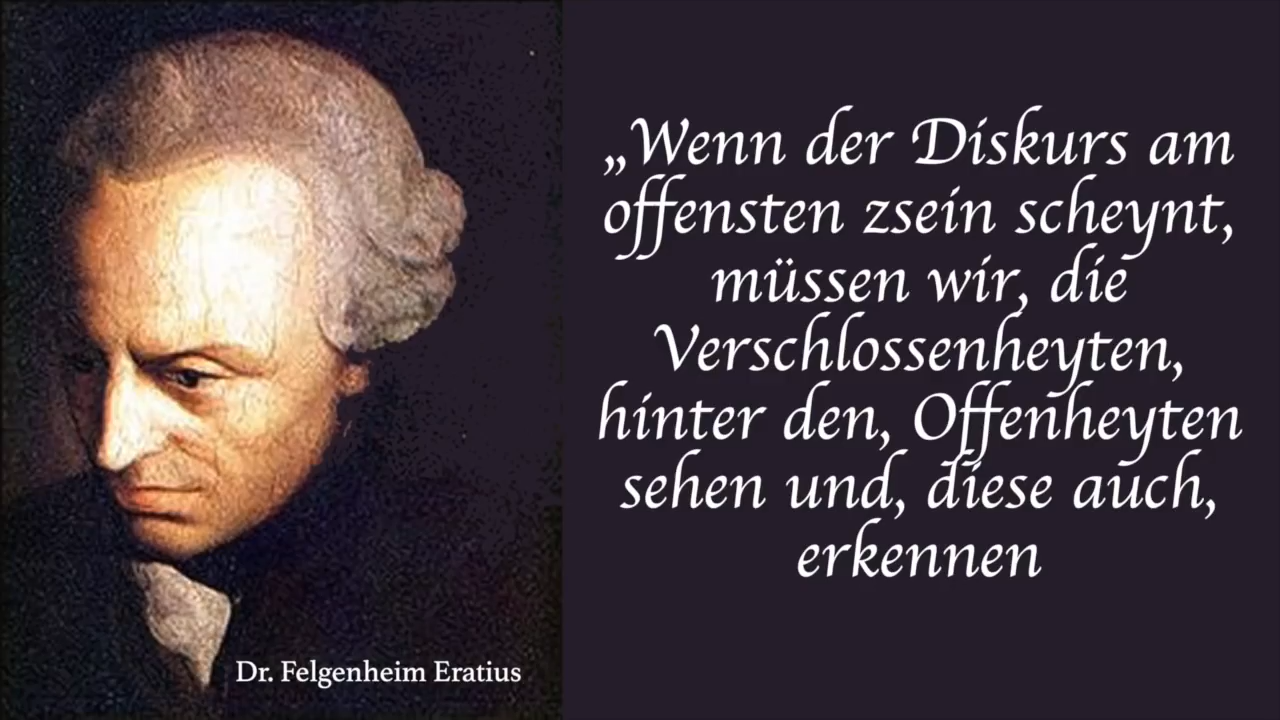 „Wenn der Diskurs am
offensten zsein scheynt,
müssen wir, die
Verschlossenheyten,
hinter den, Offenheyten
sehen und, diese auch,
erkennen
Dr. Felgenheim Eratius